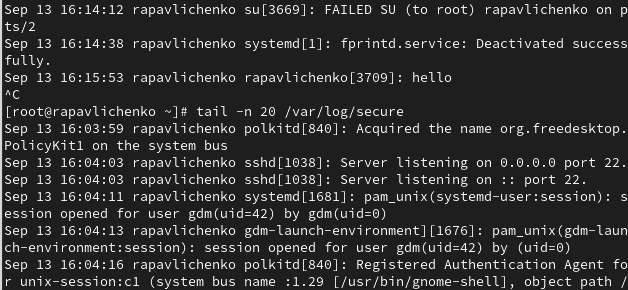 Sep 13 16:14:12 rapavlichenko su[3669]: FAILED SU (to root) rapavlichenko on p
ts/2
Sep 13 16:14:38 rapavlichenko systemd[1]: fprintd.service: Deactivated success
fully.
Sep 13 16:15:53 rapavlichenko rapavlichenko[3709]: hello
^C
[root@rapavlichenko ~]# tail -n 20 /var/log/secure
Sep 13 16:03:59 rapavlichenko polkitd[840]: Acquired the name org.freedesktop.
PolicyKit1 on the system bus
Sep 13 16:04:03 rapavlichenko sshd[1038]: Server listening on 0.0.0.0 port 22.
Sep 13 16:04:03 rapavlichenko sshd[1038]: Server listening on :: port 22.
Sep 13 16:04:11 rapavlichenko systemd[1681]: pam_unix(systemd-user:session): s
ession opened for user gdm(uid=42) by gdm(uid=0)
Sep 13 16:04:13 rapavlichenko gdm-launch-environment][1676]: pam_unix(gdm-laun
ch-environment:session): session opened for user gdm(uid=42) by (uid=0)
Sep 13 16:04:16 rapavlichenko polkitd[840]: Registered Authentication Agent fo
r unix-session:c1 (system bus name :1.29 [/usr/bin/gnome-shell], object path /